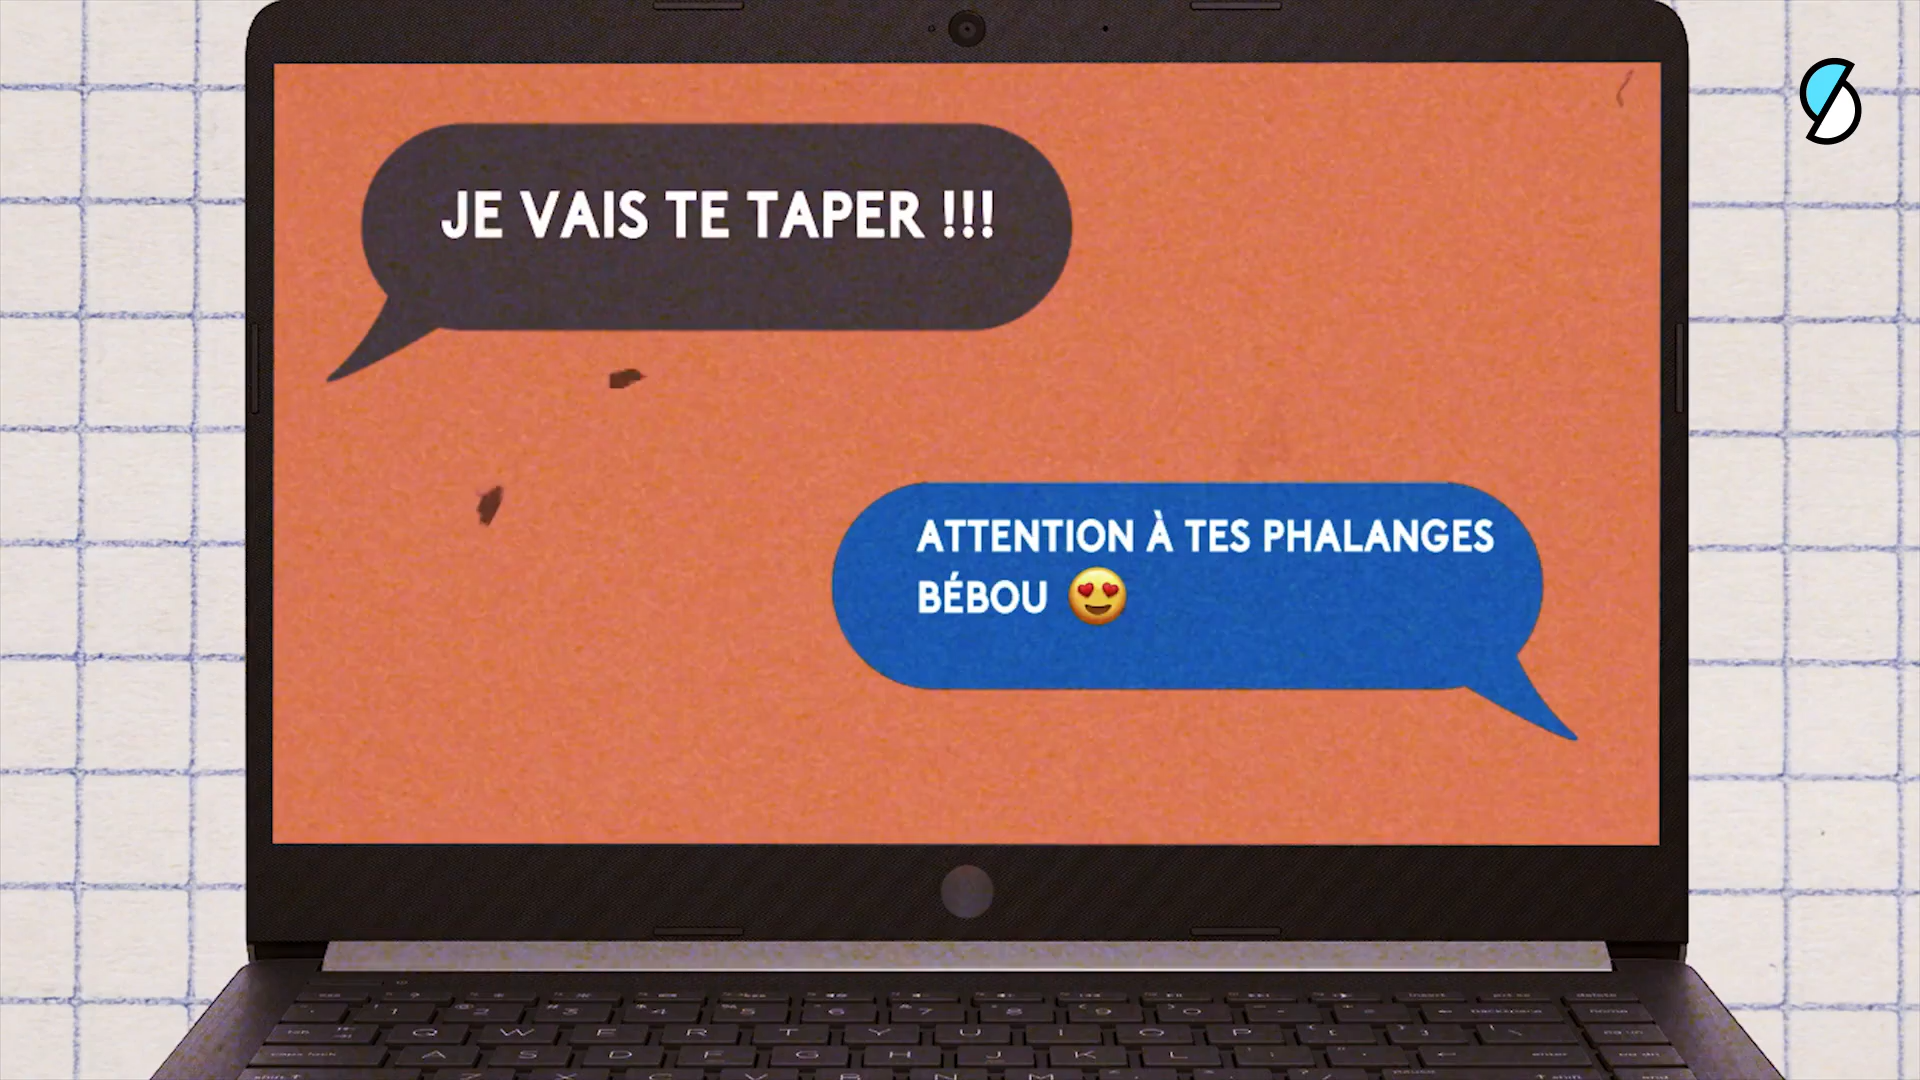 JE VAIS TE TAPER !!!
ATTENTION À TES PHALANGES
BÉBOU 😍
Q W E R T Y U I O P
A S D F G H J K L